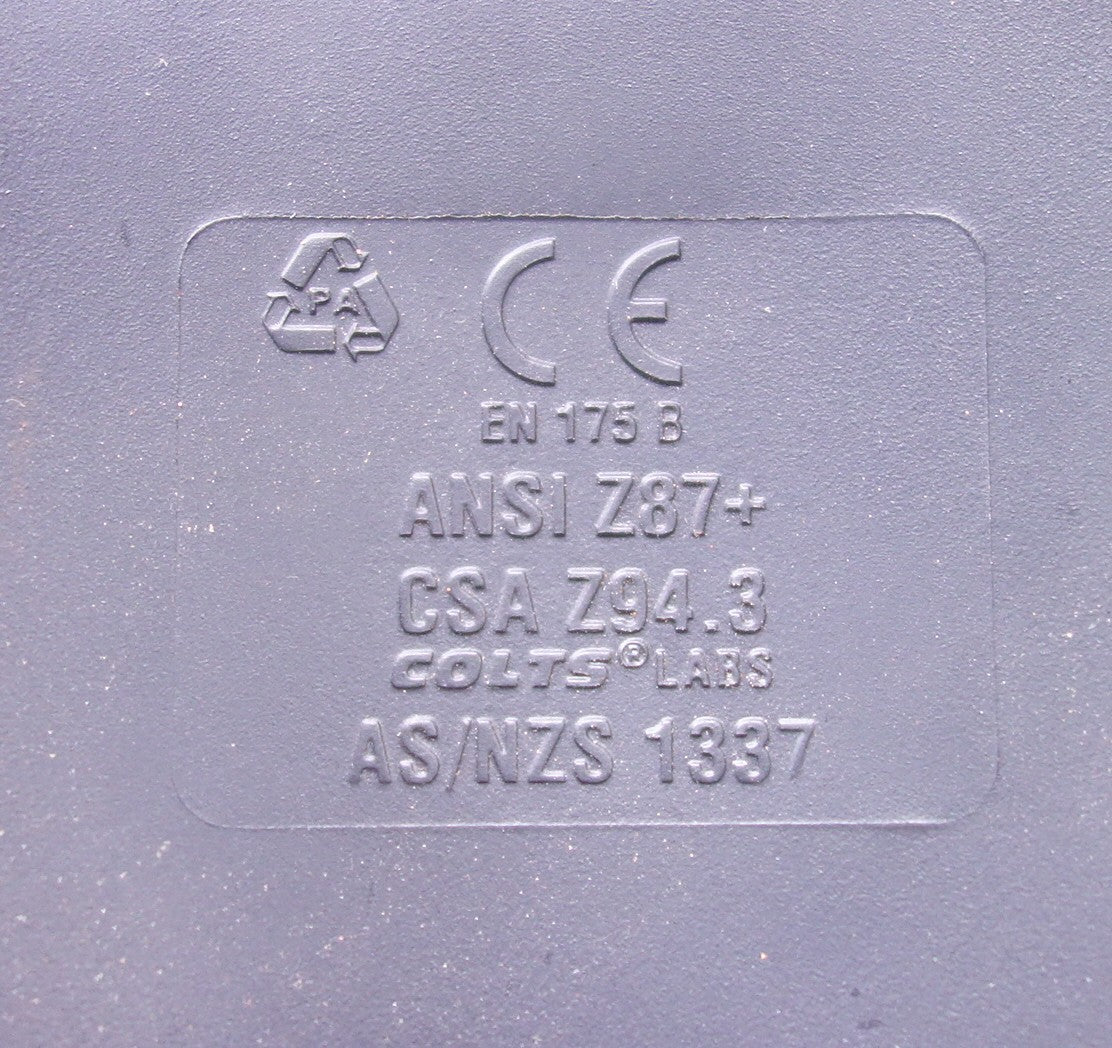 PA
CE
EN 175 B
ANSI Z87+
CSA Z94.3
COLTS® LABS
AS/NZS 1337